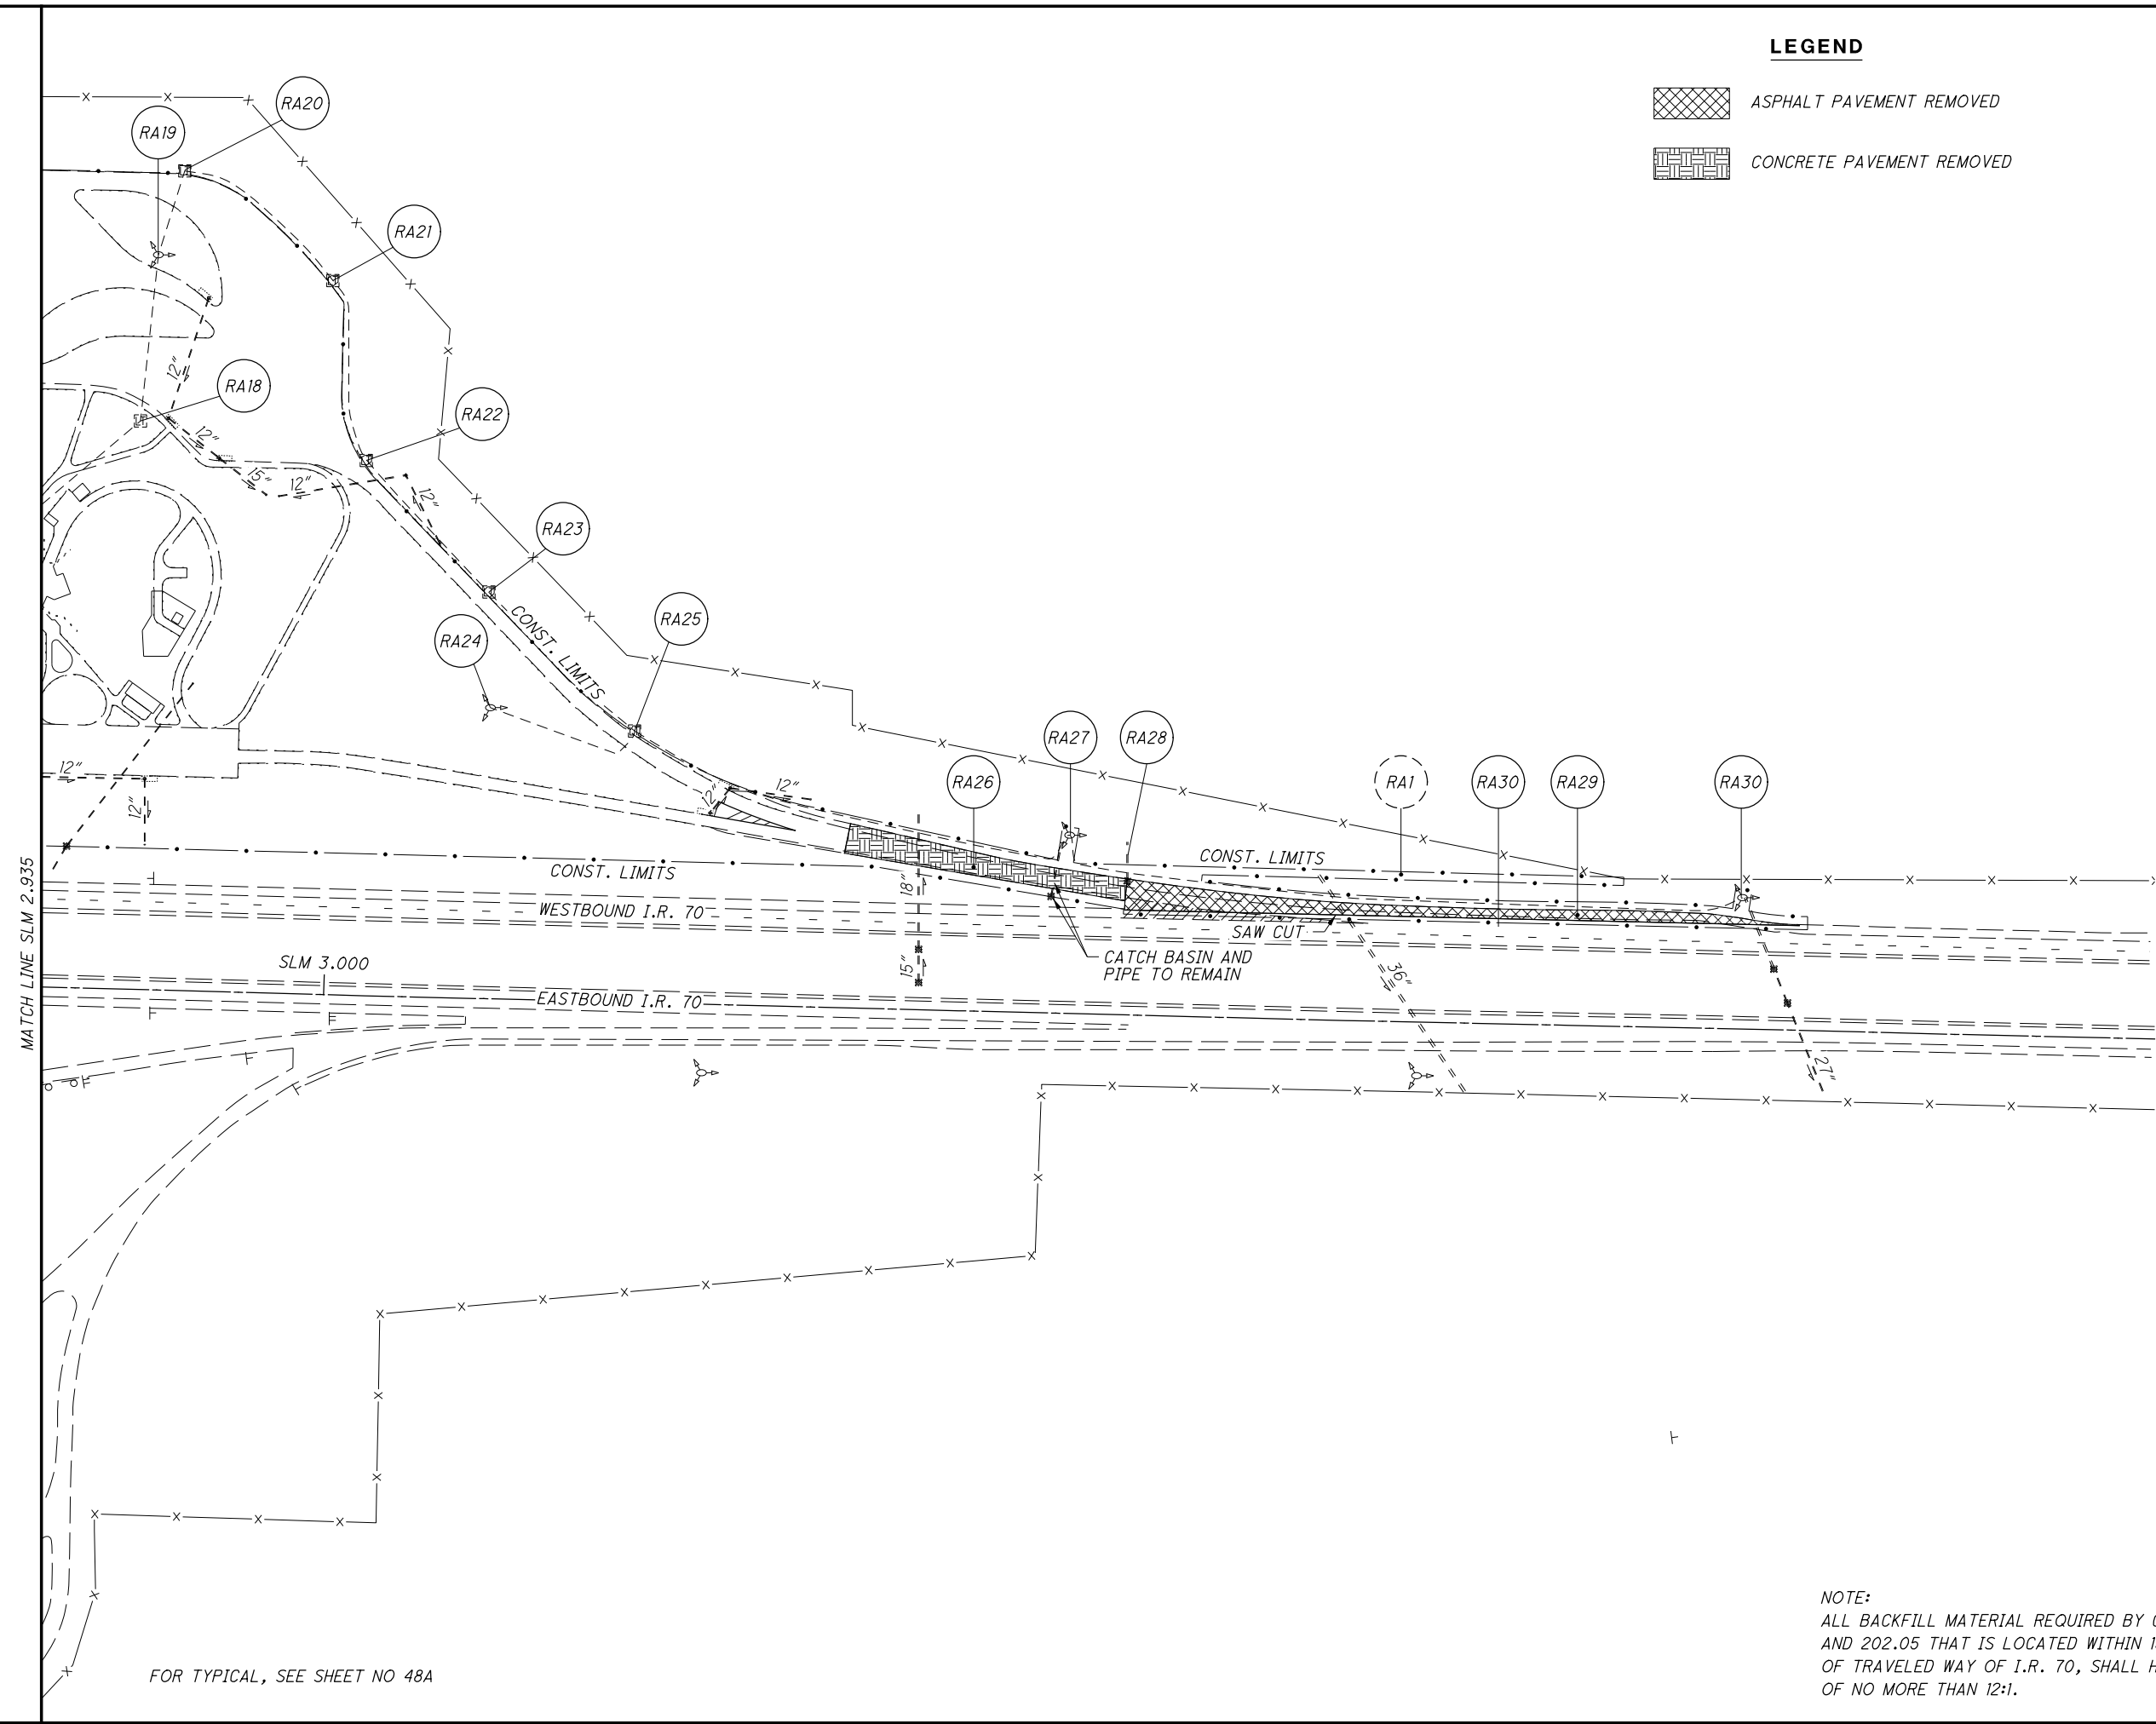 LEGEND
ASPHALT PAVEMENT REMOVED
CONCRETE PAVEMENT REMOVED
RA20
RA19
RA21
12"
RA18
RA22
12"
15"
12"
12"
RA23
CONST. LIMITS
RA24
RA25
RA27
RA28
12"
12"
12"
12"
RA26
RA1
RA30
RA29
RA30
MATCH LINE SLM 2.935
CONST. LIMITS
CONST. LIMITS
18"
WESTBOUND I.R. 70
SAW CUT
SLM 3.000
15"
CATCH BASIN AND
PIPE TO REMAIN
36"
EASTBOUND I.R. 70
27"
NOTE:
ALL BACKFILL MATERIAL REQUIRED BY
AND 202.05 THAT IS LOCATED WITHIN
OF TRAVELED WAY OF I.R. 70, SHALL
OF NO MORE THAN 12:1.
FOR TYPICAL, SEE SHEET NO 48A